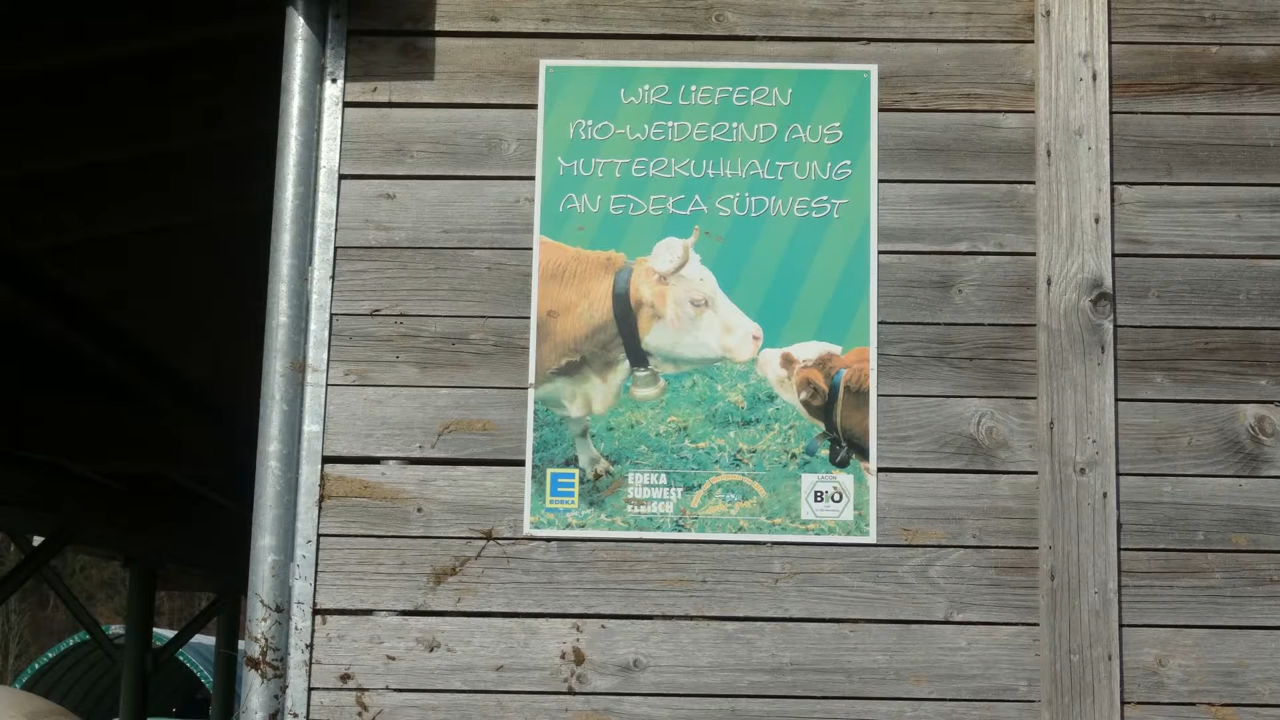 WIR LIEFERN
BIO-WEIDERIND AUS
MUTTERKUHHALTUNG
AN EDEKA SÜDWEST
E
EDEKA
EDEKA
SÜDWEST
FLEISCH
LACON
BIO